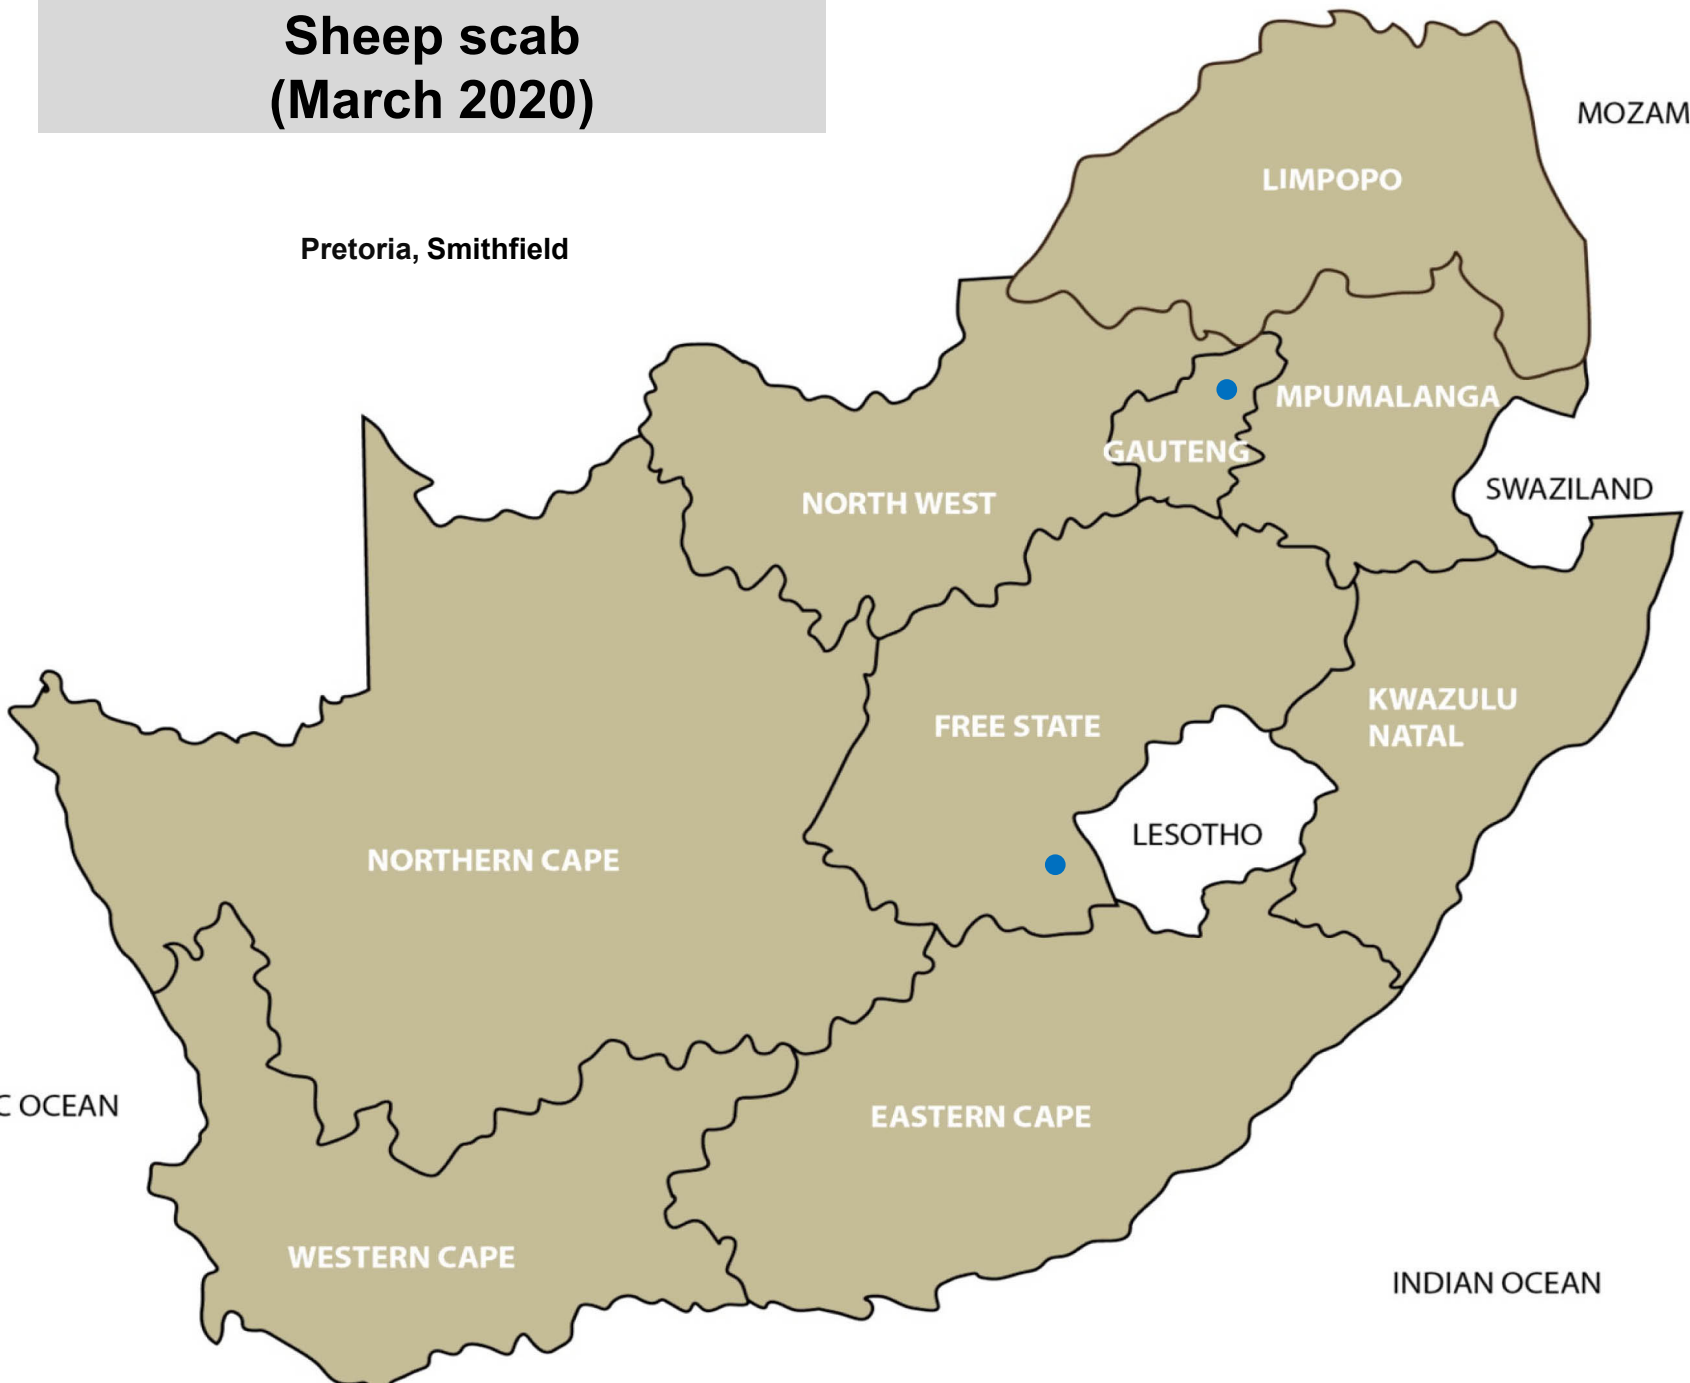 Sheep scab
(March 2020)
MOZAM
LIMPOPO
Pretoria, Smithfield
MPUMALANGA
GAUTENG
SWAZILAND
NORTH WEST
KWAZULU
NATAL
FREE STATE
LESOTHO
NORTHERN CAPE
C OCEAN
EASTERN CAPE
WESTERN CAPE
INDIAN OCEAN